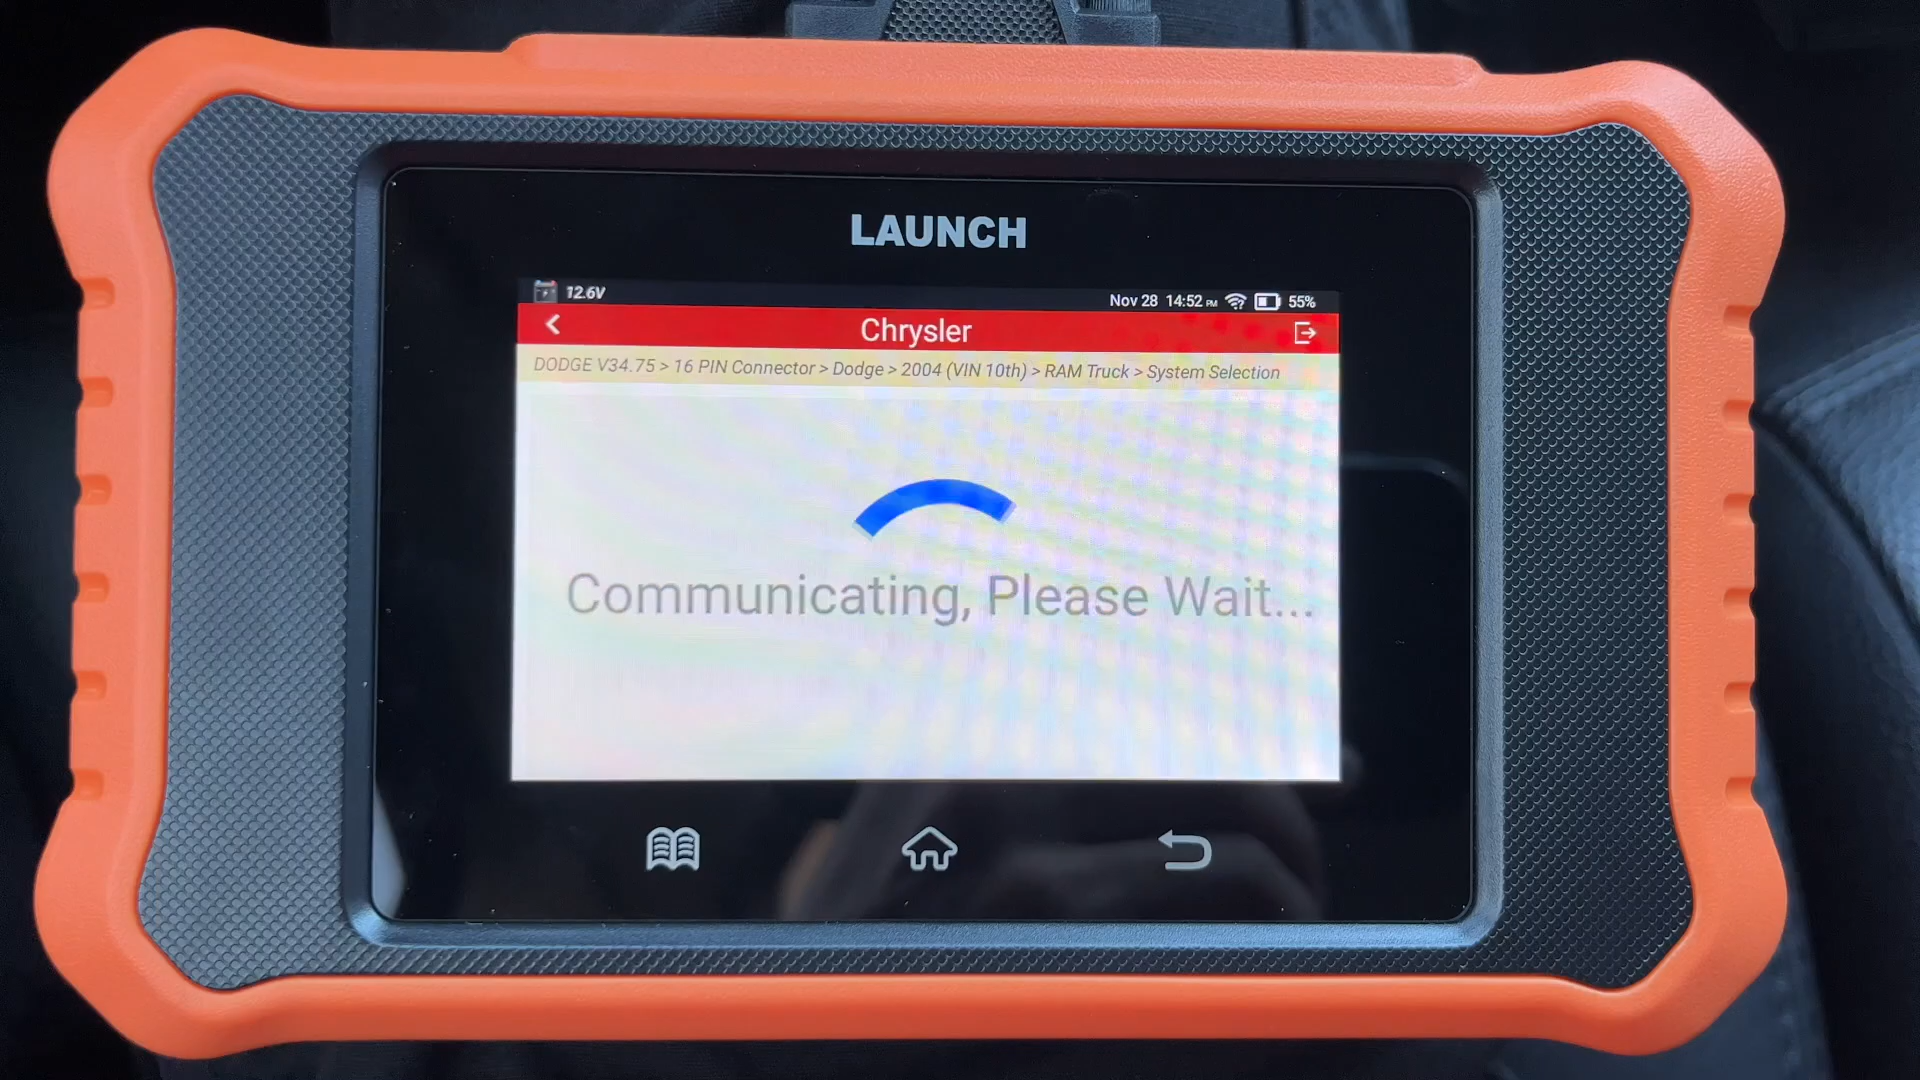 LAUNCH
12.6V
Nov 28 14:52 PM 55%
Chrysler
DODGE V34.75 > 16 PIN Connector > Dodge > 2004 (VIN 10th) > RAM Truck > System Selection
Communicating, Please Wait...